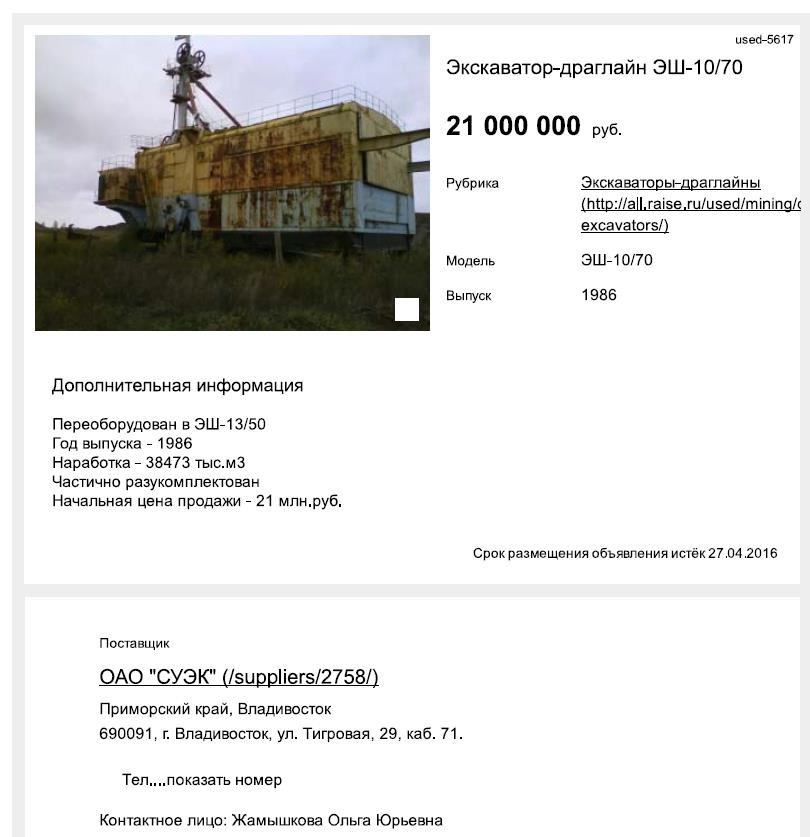 used-5617
Экскаватор-драглайн ЭШ-10/70
21 000 000 руб.
Рубрика
Экскаваторы-драглайны
(http://all.raise.ru/used/mining/
excavators/)
Модель ЭШ-10/70
Выпуск 1986
Дополнительная информация
Переоборудован в ЭШ-13/50
Год выпуска - 1986
Наработка - 38473 тыс.м3
Частично разукомплектован
Начальная цена продажи - 21 млн.руб.
Срок размещения объявления истёк 27.04.2016
Поставщик
ОАО "СУЭК" (/suppliers/2758/)
Приморский край, Владивосток
690091, г. Владивосток, ул. Тигровая, 29, каб. 71.
Тел....показать номер
Контактное лицо: Жамышкова Ольга Юрьевна